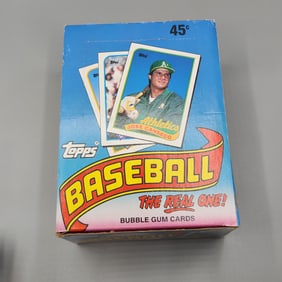 45¢
Athletics
JOSE CANSECO
Topps
BASEBALL
THE REAL ONE!
BUBBLE GUM CARDS